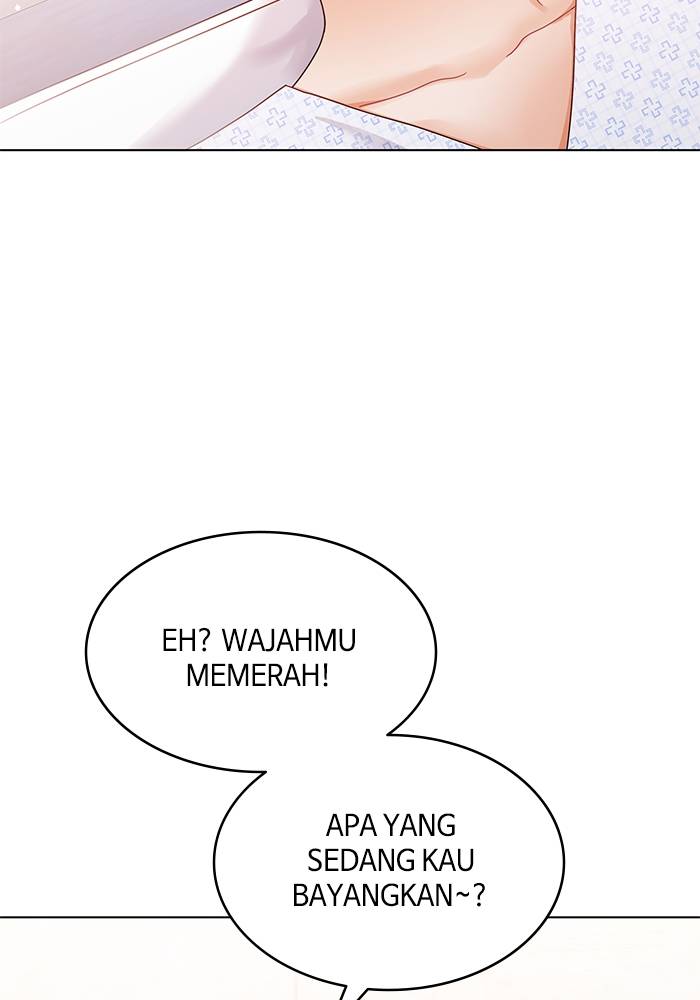 EH? WAJAHMU
MEMERAH!
APA YANG
SEDANG KAU
BAYANGKAN~?